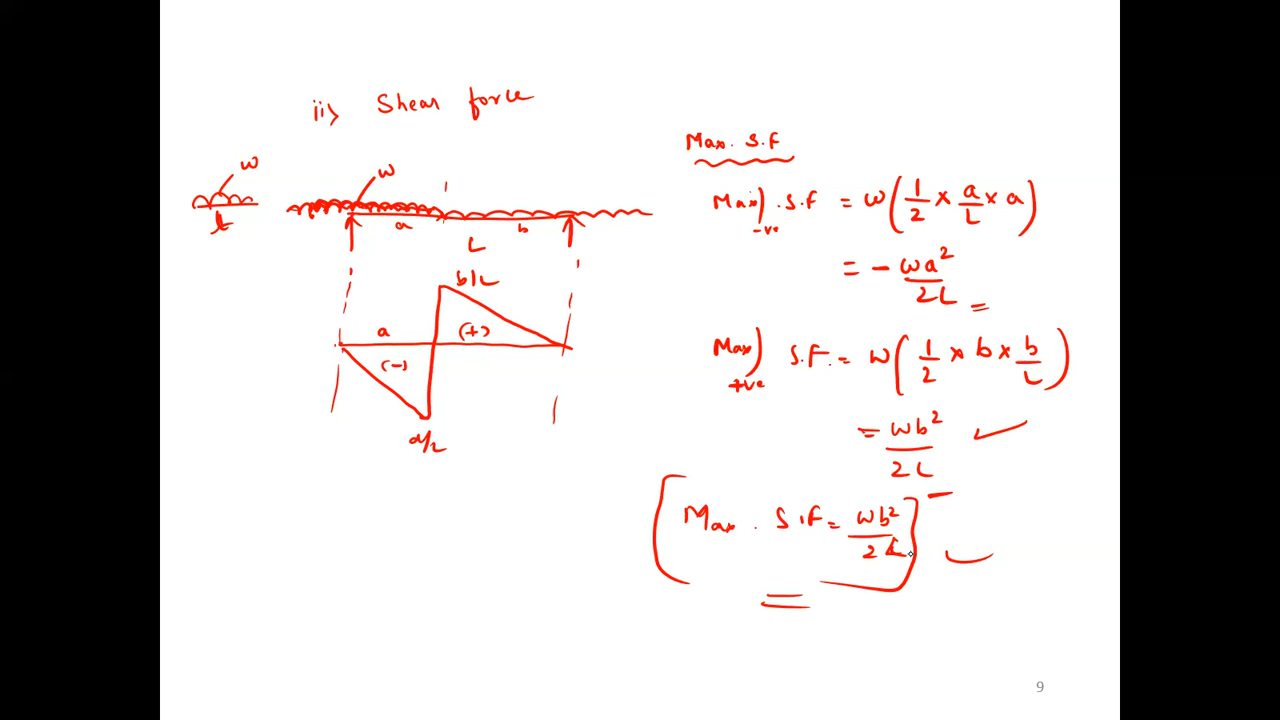 ii) Shear force
w
w
l
a
b
L
b/L
a
(+)
(-)
a/L
Max. S.F
Max) -ve S.F = w(1/2 × a/L × a)
= - wa²/2L
Max) +ve S.F. = w(1/2 × b × b/L)
= wb²/2L
Max. S.F = wb²/2L
9